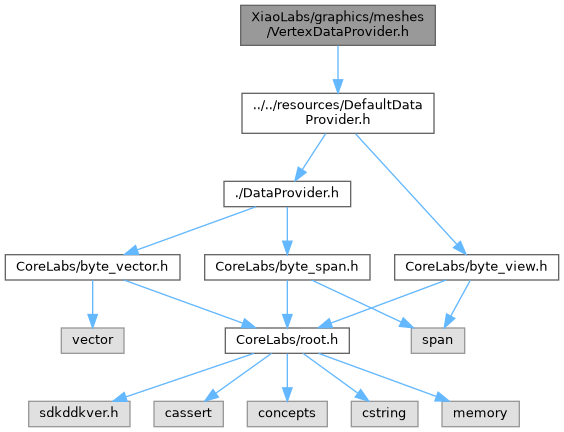 XiaoLabs/graphics/meshes
/VertexDataProvider.h
../../resources/DefaultData
Provider.h
./DataProvider.h
CoreLabs/byte_vector.h
CoreLabs/byte_span.h
CoreLabs/byte_view.h
vector
CoreLabs/root.h
span
sdkddkver.h
cassert
concepts
cstring
memory